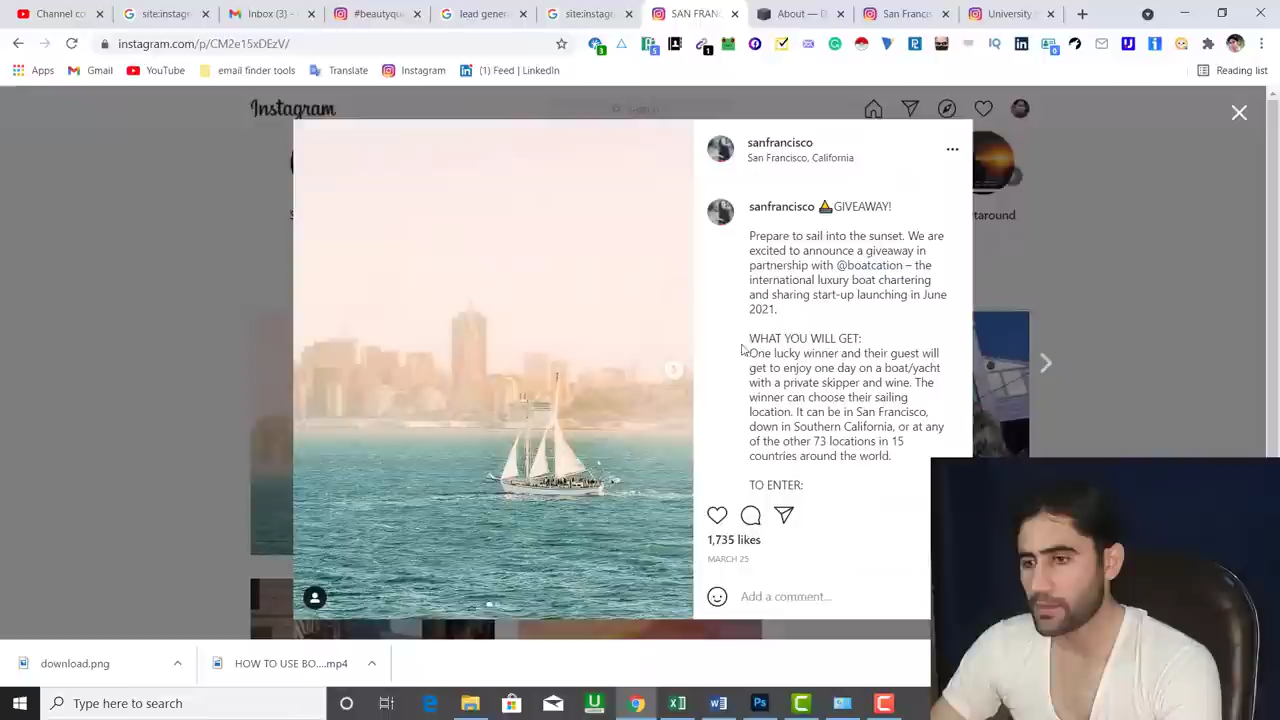 site:instag
Email tra
Inbox (3) -
#beautyqu
lead gener
site:instag
SAN FRANC
About — D
San Francis
University
instagram.com/p/CM2er5xDEzV/
Apps
Gmail
YouTube
email finder tools
Translate
Instagram
(1) Feed | LinkedIn
Reading list
Instagram
sanfrancisco
San Francisco, California
sanfrancisco GIVEAWAY!
Prepare to sail into the sunset. We are
excited to announce a giveaway in
partnership with @boatcation – the
international luxury boat chartering
and sharing start-up launching in June
2021.
WHAT YOU WILL GET:
One lucky winner and their guest will
get to enjoy one day on a boat/yacht
with a private skipper and wine. The
winner can choose their sailing
location. It can be in San Francisco,
down in Southern California, or at any
of the other 73 locations in 15
countries around the world.
TO ENTER:
1,735 likes
MARCH 25
Add a comment...
download.png
HOW TO USE BO....mp4
Type here to search